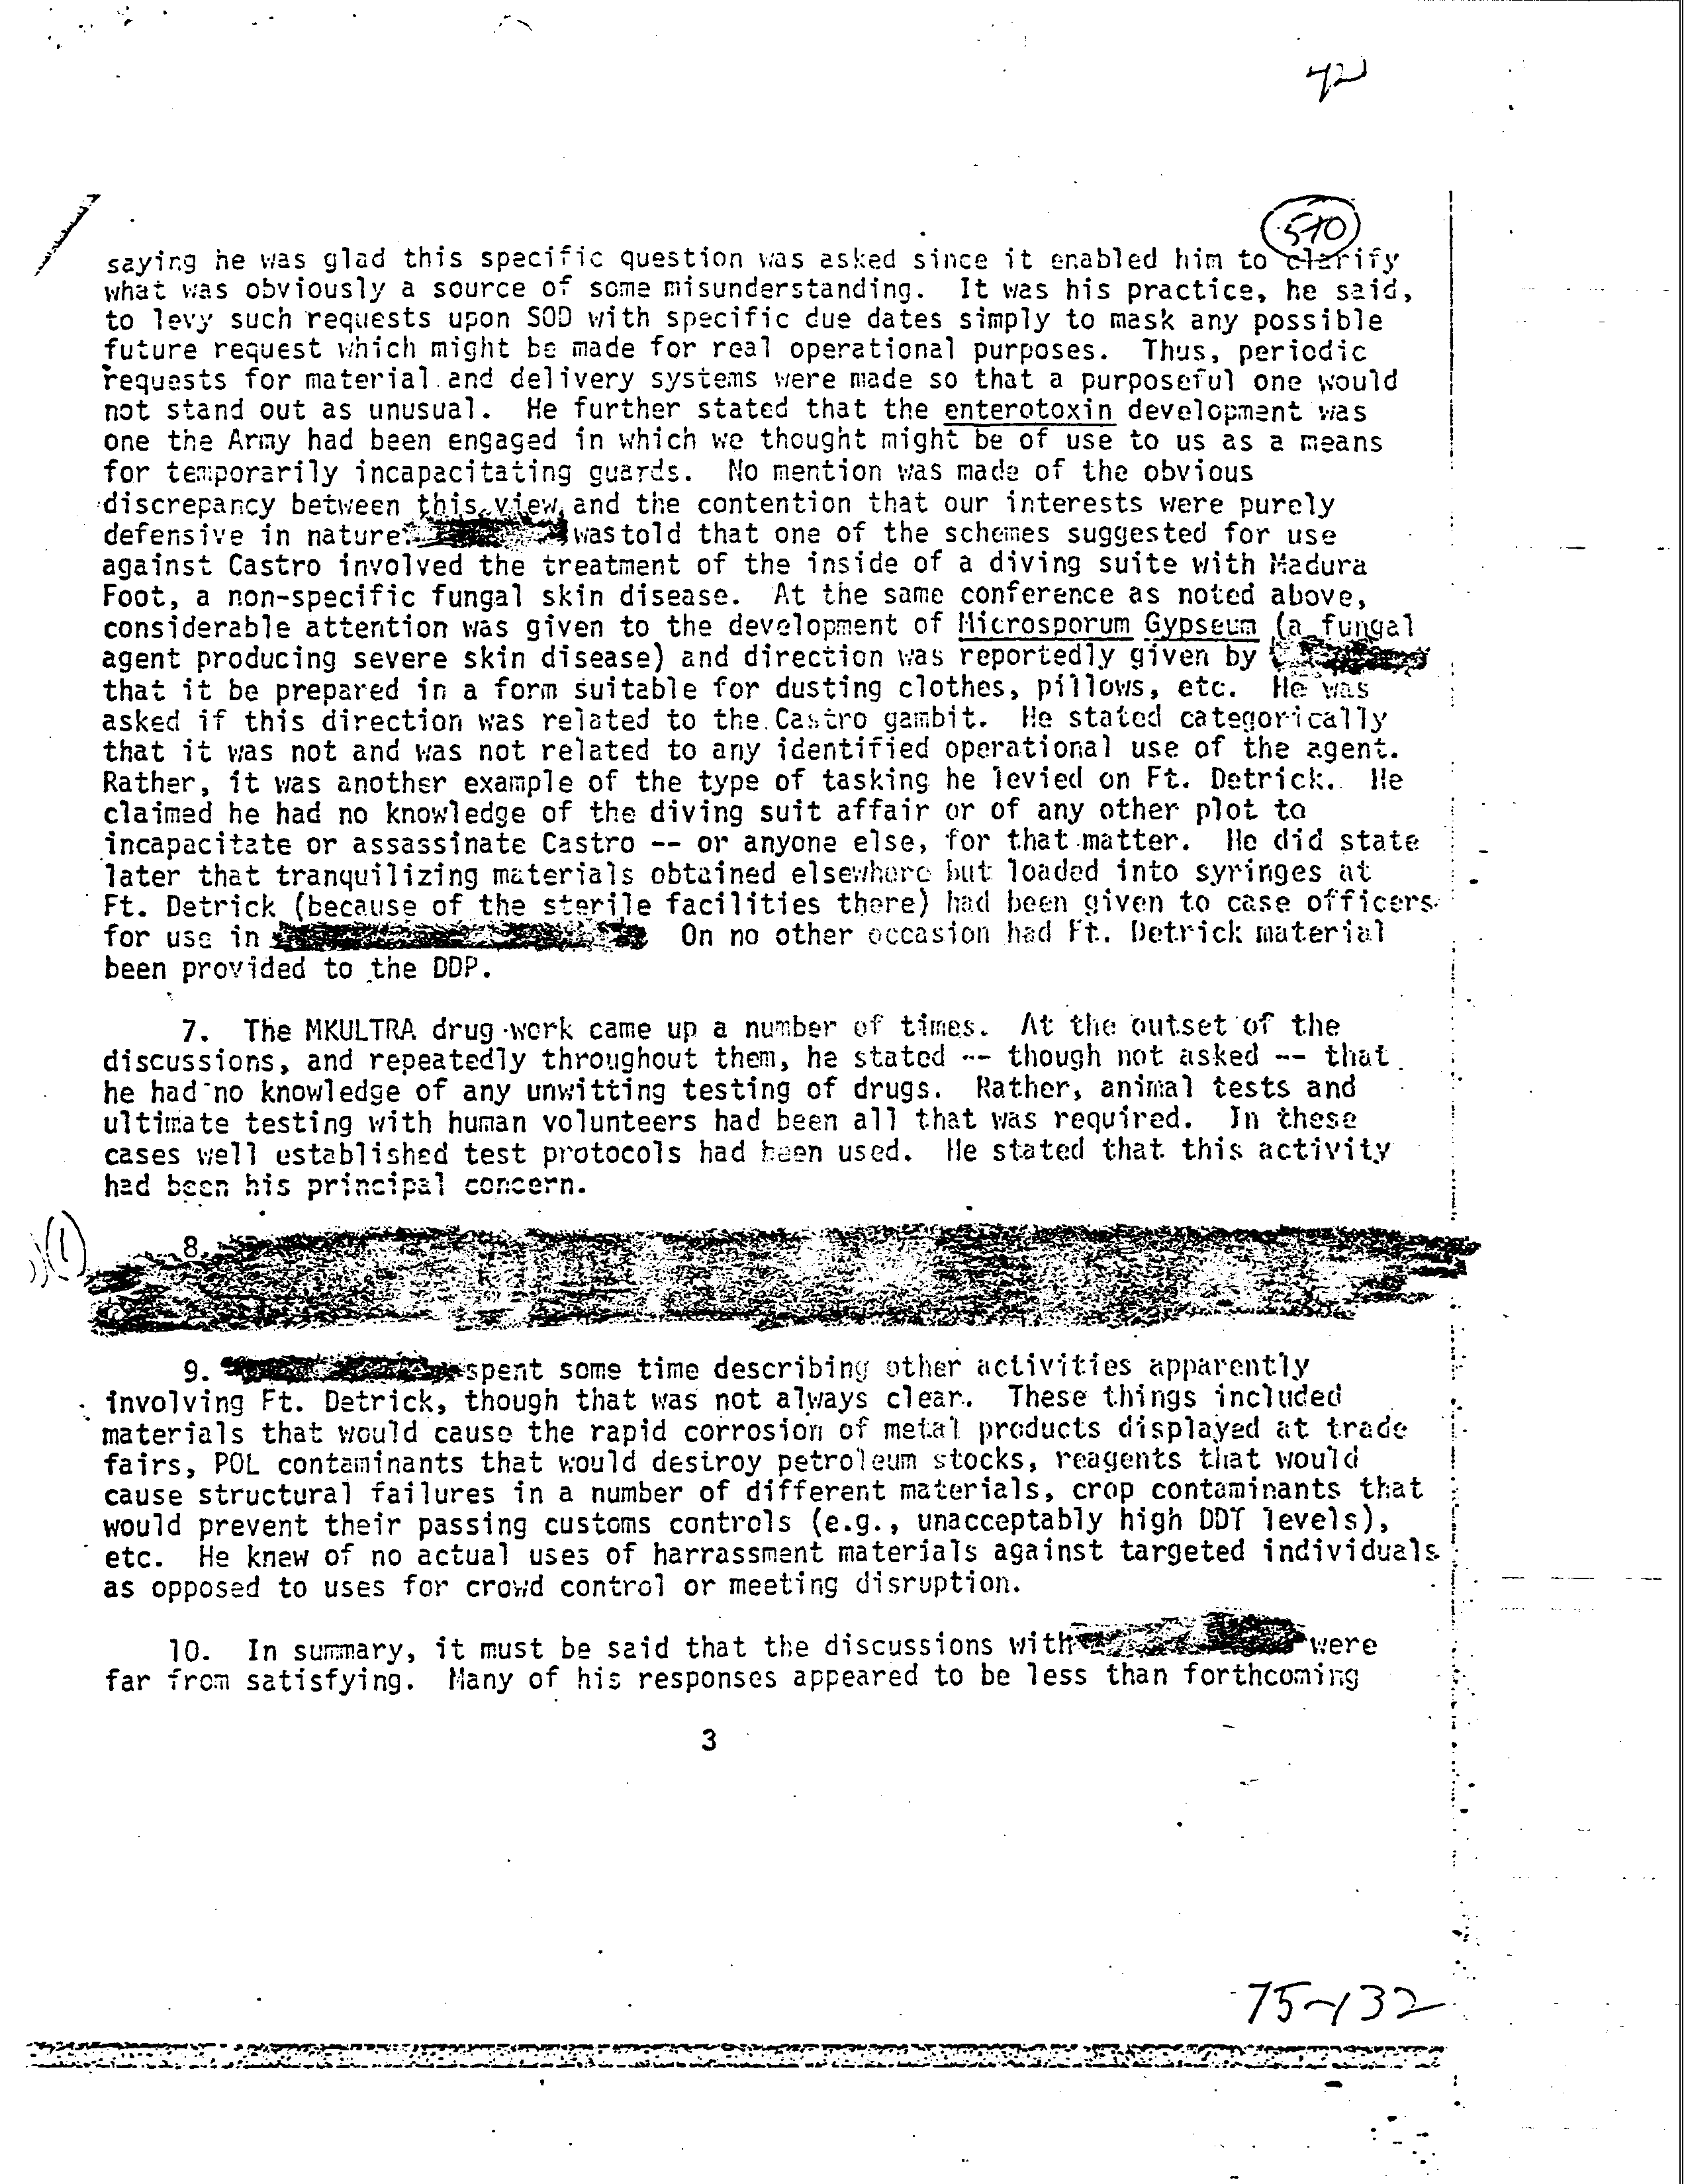 42
570
saying he was glad this specific question was asked since it enabled him to clarify
what was obviously a source of some misunderstanding. It was his practice, he said,
to levy such requests upon SOD with specific due dates simply to mask any possible
future request which might be made for real operational purposes. Thus, periodic
requests for material and delivery systems were made so that a purposeful one would
not stand out as unusual. He further stated that the enterotoxin development was
one the Army had been engaged in which we thought might be of use to us as a means
for temporarily incapacitating guards. No mention was made of the obvious
discrepancy between this view and the contention that our interests were purely
defensive in nature. was told that one of the schemes suggested for use
against Castro involved the treatment of the inside of a diving suite with Madura
Foot, a non-specific fungal skin disease. At the same conference as noted above,
considerable attention was given to the development of Microsporum Gypseum (a fungal
agent producing severe skin disease) and direction was reportedly given by
that it be prepared in a form suitable for dusting clothes, pillows, etc. He was
asked if this direction was related to the Castro gambit. He stated categorically
that it was not and was not related to any identified operational use of the agent.
Rather, it was another example of the type of tasking he levied on Ft. Detrick. He
claimed he had no knowledge of the diving suit affair or of any other plot to
incapacitate or assassinate Castro -- or anyone else, for that matter. He did state
later that tranquilizing materials obtained elsewhere but loaded into syringes at
Ft. Detrick (because of the sterile facilities there) had been given to case officers
for use in On no other occasion had Ft. Detrick material
been provided to the DDP.
7. The MKULTRA drug work came up a number of times. At the outset of the
discussions, and repeatedly throughout them, he stated -- though not asked -- that
he had no knowledge of any unwitting testing of drugs. Rather, animal tests and
ultimate testing with human volunteers had been all that was required. In these
cases well established test protocols had been used. He stated that this activity
had been his principal concern.
(1)
8.
9. spent some time describing other activities apparently
involving Ft. Detrick, though that was not always clear. These things included
materials that would cause the rapid corrosion of metal products displayed at trade
fairs, POL contaminants that would destroy petroleum stocks, reagents that would
cause structural failures in a number of different materials, crop contaminants that
would prevent their passing customs controls (e.g., unacceptably high DDT levels),
etc. He knew of no actual uses of harrassment materials against targeted individuals
as opposed to uses for crowd control or meeting disruption.
10. In summary, it must be said that the discussions with were
far from satisfying. Many of his responses appeared to be less than forthcoming
3
75-132